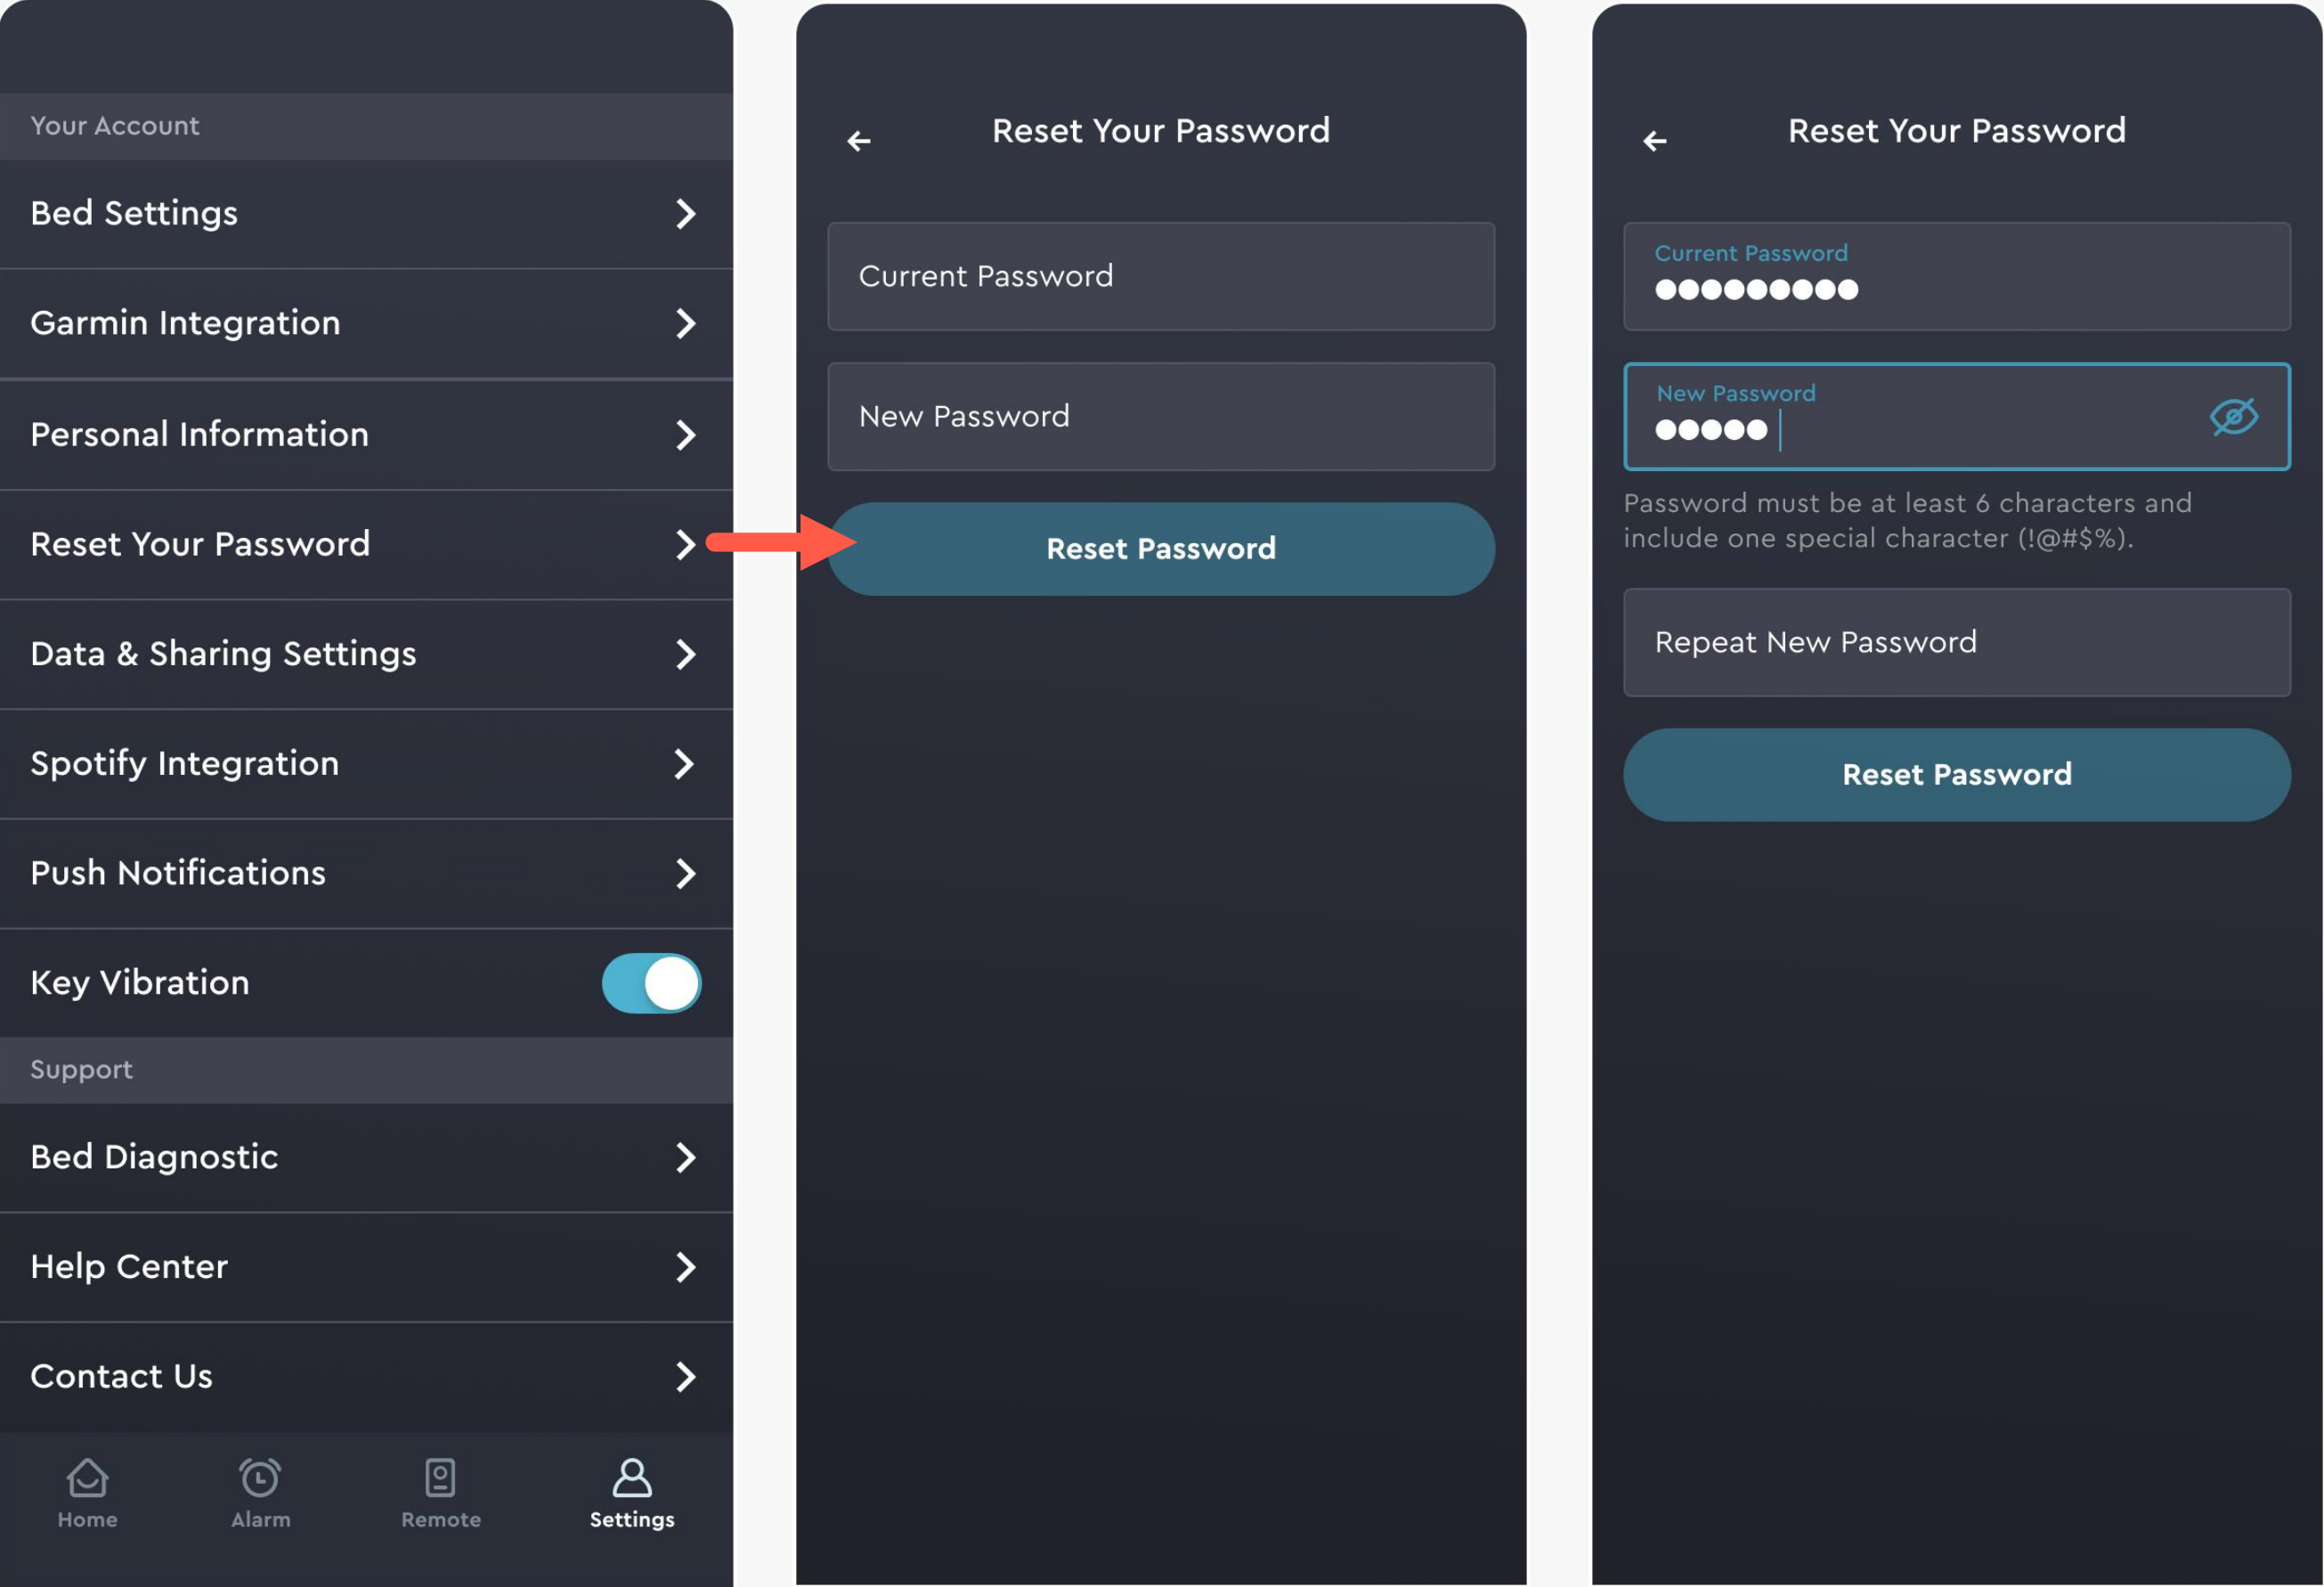 Your Account
Bed Settings
Garmin Integration
Personal Information
Reset Your Password
Data & Sharing Settings
Spotify Integration
Push Notifications
Key Vibration
Support
Bed Diagnostic
Help Center
Contact Us
Home
Alarm
Remote
Settings
Reset Your Password
Current Password
New Password
Reset Password
Reset Your Password
Current Password
●●●●●●●●●
New Password
●●●●●
Password must be at least 6 characters and
include one special character (!@#$%).
Repeat New Password
Reset Password